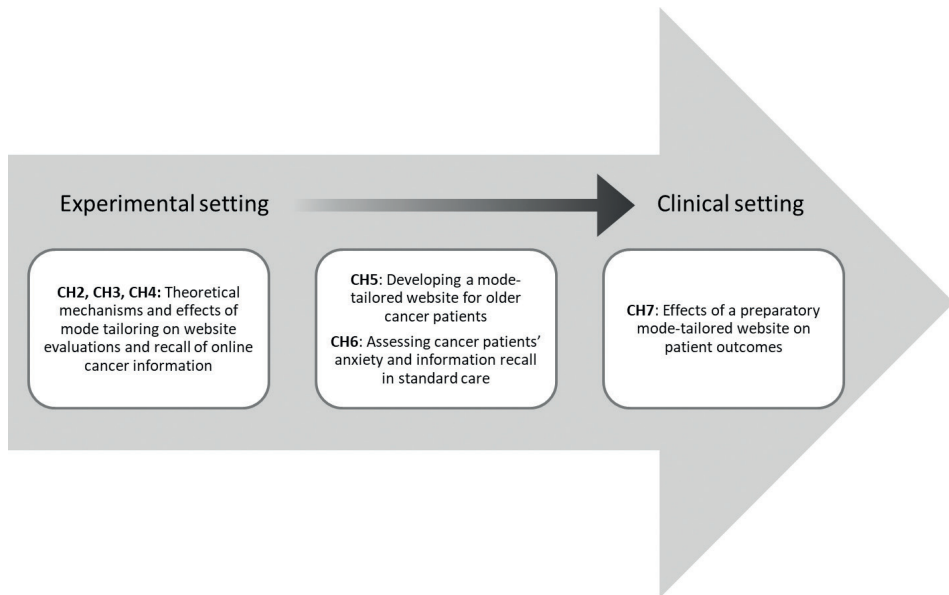 Experimental setting
Clinical setting
CH2, CH3, CH4: Theoretical
mechanisms and effects of
mode tailoring on website
evaluations and recall of online
cancer information
CH5: Developing a mode-
tailored website for older
cancer patients
CH6: Assessing cancer patients’
anxiety and information recall
in standard care
CH7: Effects of a preparatory
mode-tailored website on
patient outcomes